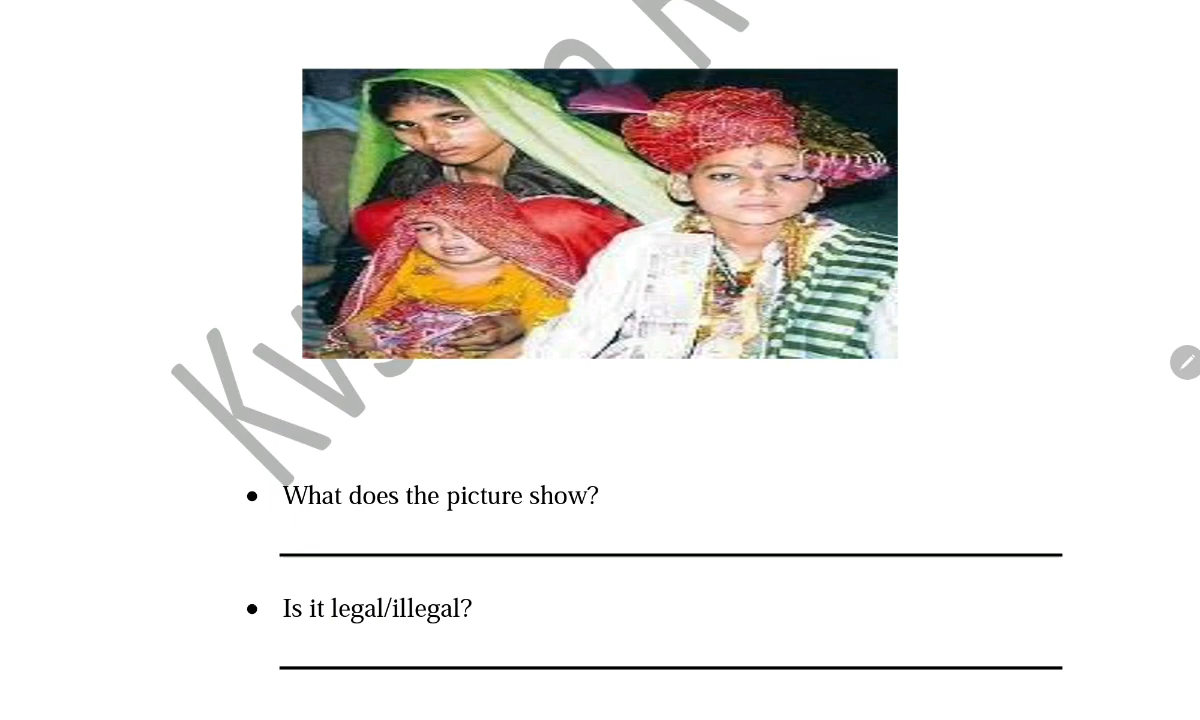 • What does the picture show?
• Is it legal/illegal?